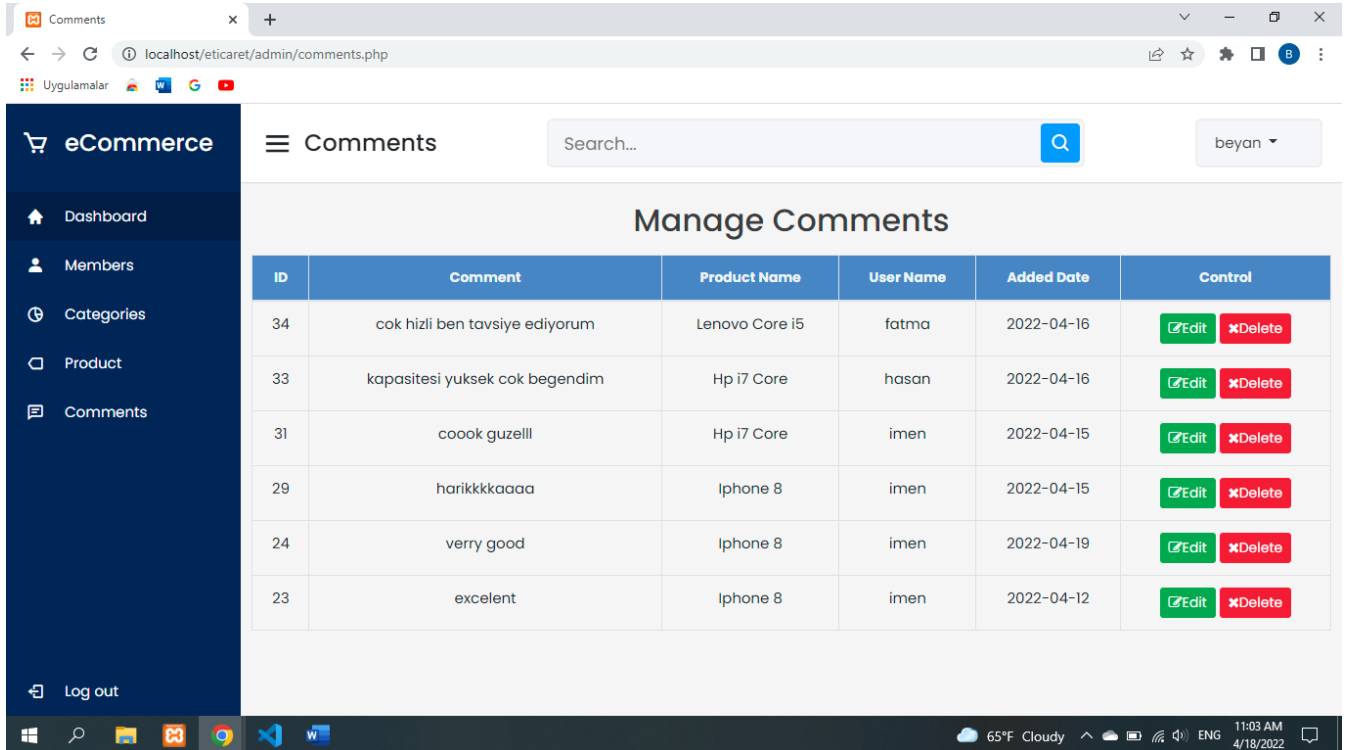 Comments
localhost/eticaret/admin/comments.php
B
Uygulamalar
eCommerce
Comments
Search...
beyan
Dashboard
Members
Categories
Product
Comments
Log out
Manage Comments
ID Comment Product Name User Name Added Date Control
34 cok hizli ben tavsiye ediyorum Lenovo Core i5 fatma 2022-04-16 Edit Delete
33 kapasitesi yuksek cok begendim Hp i7 Core hasan 2022-04-16 Edit Delete
31 coook guzelll Hp i7 Core imen 2022-04-15 Edit Delete
29 harikkkkaaaa Iphone 8 imen 2022-04-15 Edit Delete
24 verry good Iphone 8 imen 2022-04-19 Edit Delete
23 excelent Iphone 8 imen 2022-04-12 Edit Delete
65°F Cloudy ENG
11:03 AM
4/18/2022